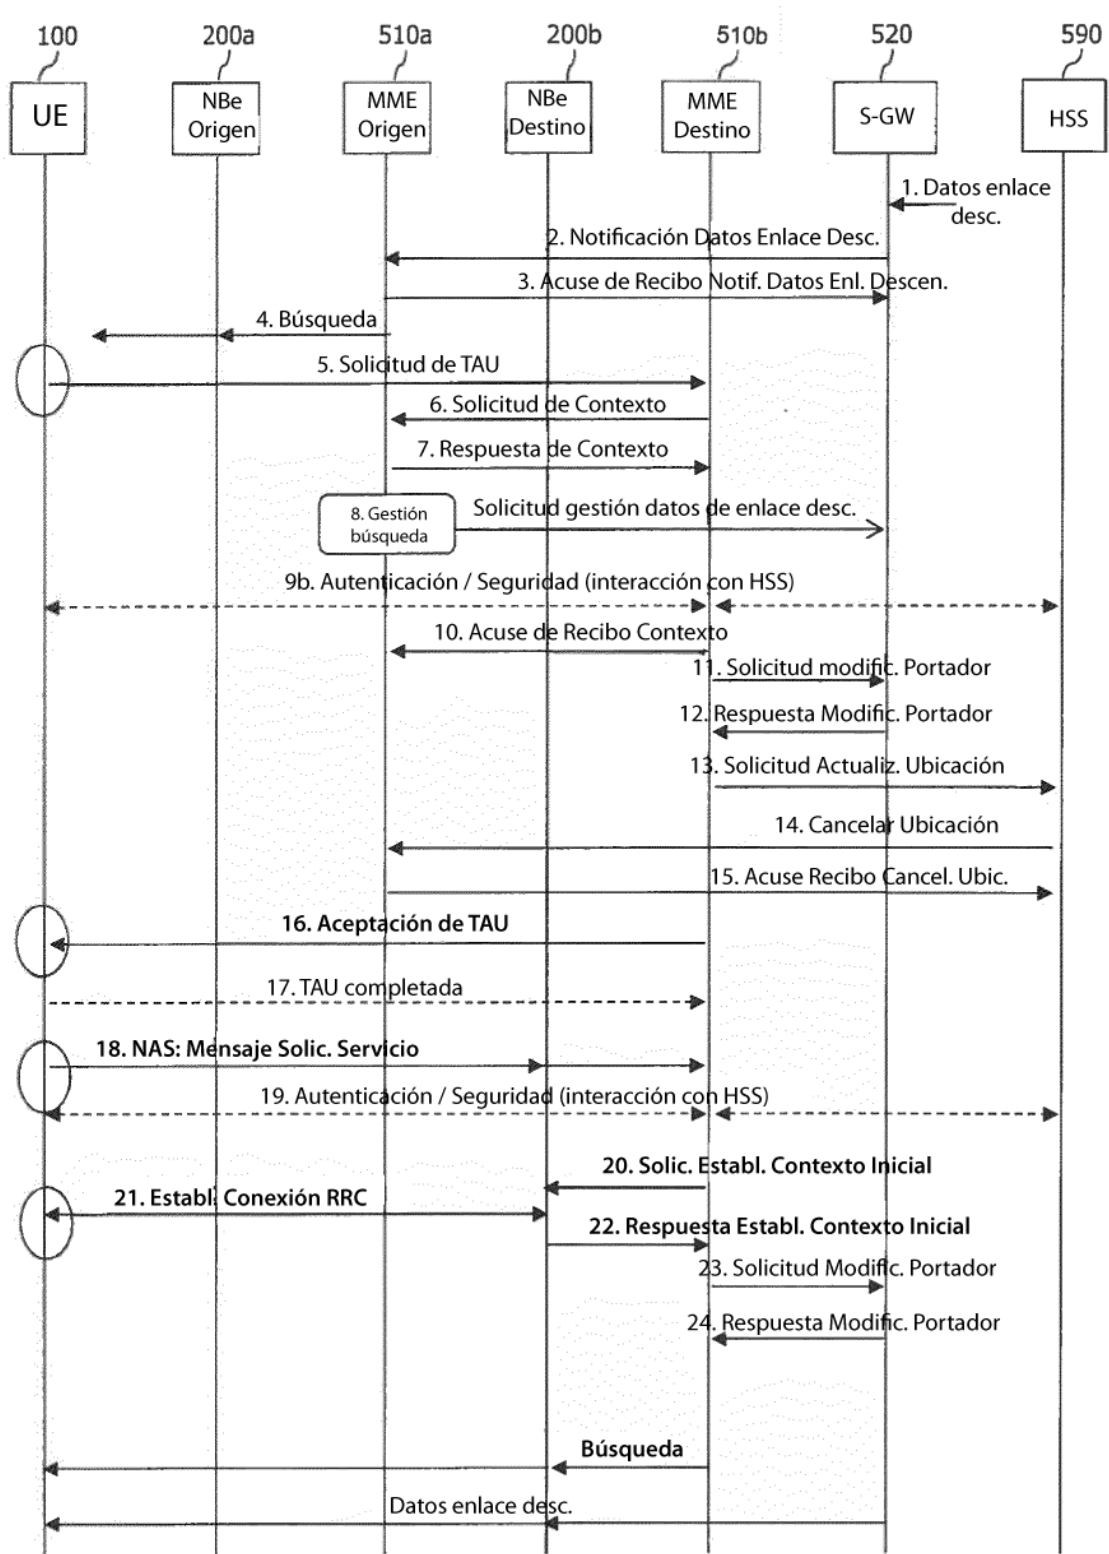 100
200a
510a
200b
510b
520
590
UE
NBe
Origen
MME
Origen
NBe
Destino
MME
Destino
S-GW
HSS
1. Datos enlace
desc.
2. Notificación Datos Enlace Desc.
3. Acuse de Recibo Notif. Datos Enl. Descen.
4. Búsqueda
5. Solicitud de TAU
6. Solicitud de Contexto
7. Respuesta de Contexto
8. Gestión
búsqueda
Solicitud gestión datos de enlace desc.
9b. Autenticación / Seguridad (interacción con HSS)
10. Acuse de Recibo Contexto
11. Solicitud modific. Portador
12. Respuesta Modific. Portador
13. Solicitud Actualiz. Ubicación
14. Cancelar Ubicación
15. Acuse Recibo Cancel. Ubic.
16. Aceptación de TAU
17. TAU completada
18. NAS: Mensaje Solic. Servicio
19. Autenticación / Seguridad (interacción con HSS)
20. Solic. Establ. Contexto Inicial
21. Establ. Conexión RRC
22. Respuesta Establ. Contexto Inicial
23. Solicitud Modific. Portador
24. Respuesta Modific. Portador
Búsqueda
Datos enlace desc.